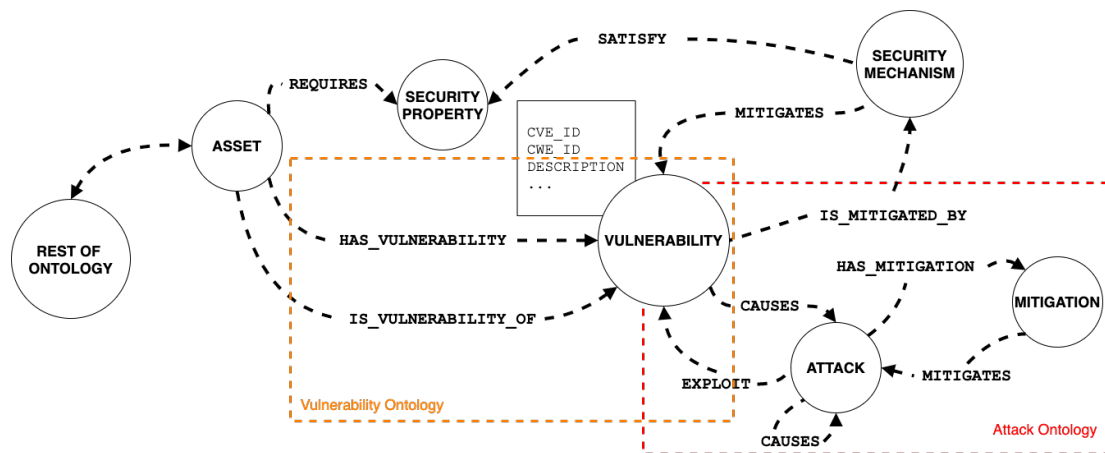 SATISFY
SECURITY
MECHANISM
REQUIRES
SECURITY
PROPERTY
MITIGATES
ASSET
CVE_ID
CWE_ID
DESCRIPTION
...
IS_MITIGATED_BY
REST OF
ONTOLOGY
HAS_VULNERABILITY
VULNERABILITY
HAS_MITIGATION
MITIGATION
CAUSES
IS_VULNERABILITY_OF
ATTACK
MITIGATES
EXPLOIT
Vulnerability Ontology
Attack Ontology
CAUSES